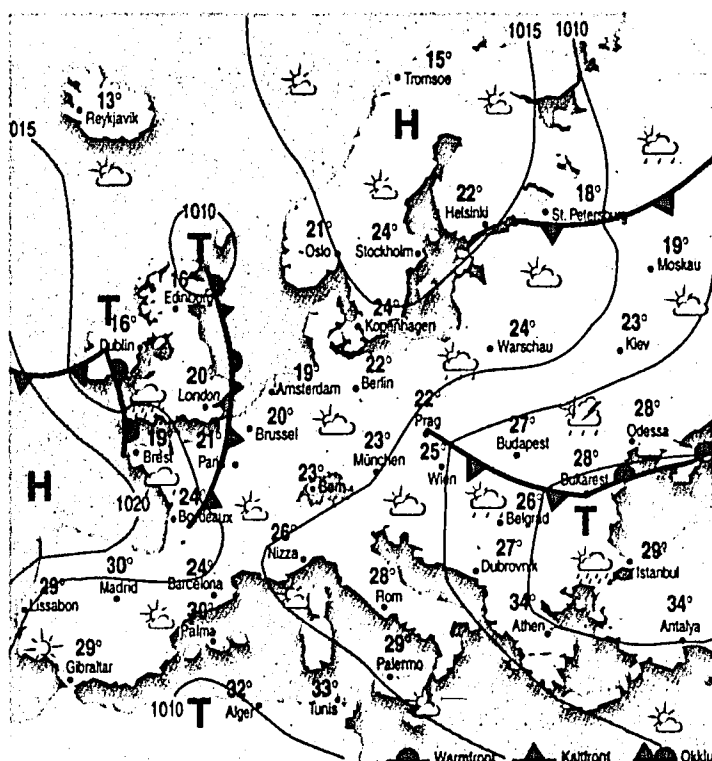 1015 1010
15°
Tromsoe
13°
Reykjavik
H
015
1010
22°
Helsinki
18°
St. Petersburg
T
21°
Oslo
24°
Stockholm
19°
Moskau
16°
Edinburg
T
16°
Dublin
24°
Kopenhagen
24°
Warschau
23°
Kiev
20°
London
19°
Amsterdam
22°
Berlin
20°
Brussel
22°
Prag
27°
Budapest
28°
Odessa
19°
Brest
21°
Paris
23°
München
25°
Wien
28°
Bukarest
H
1020
23°
Bern
24°
Bordeaux
26°
Belgrad
T
26°
Nizza
27°
Dubrovnik
29°
Istanbul
30°
Madrid
24°
Barcelona
28°
Rom
29°
Lissabon
30°
Palma
34°
Athen
34°
Antalya
29°
Gibraltar
29°
Palermo
1010
T
32°
Alger
33°
Tunis
Warmfront Kaltfront Okklu